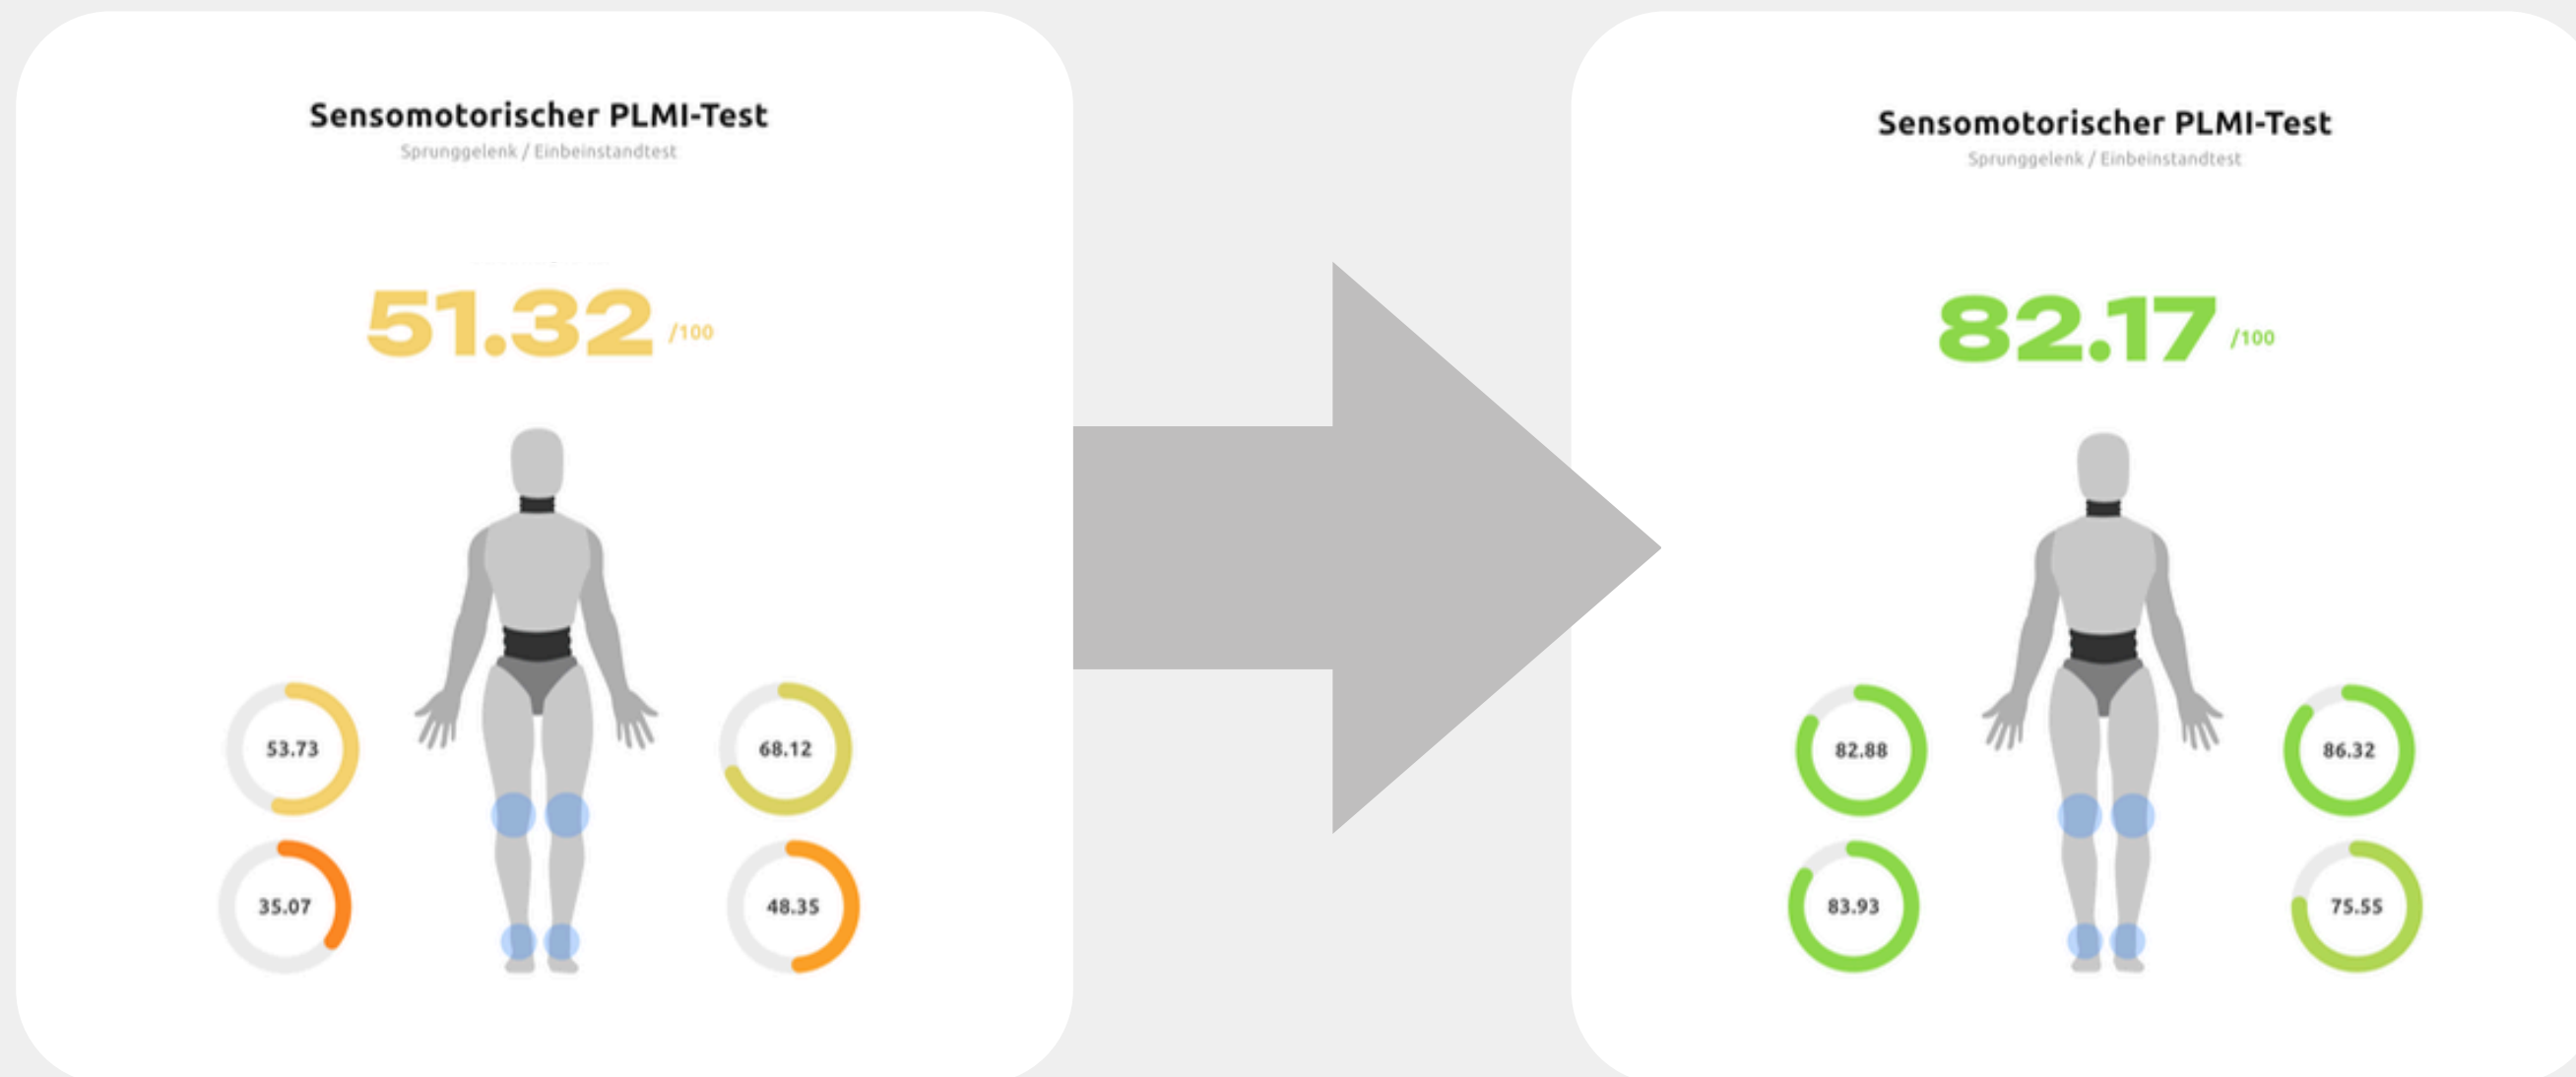 Sensomotorischer PLMI-Test
Sprunggelenk / Einbeinstandtest
51.32 /100
53.73
68.12
35.07
48.35
Sensomotorischer PLMI-Test
Sprunggelenk / Einbeinstandtest
82.17 /100
82.88
86.32
83.93
75.55